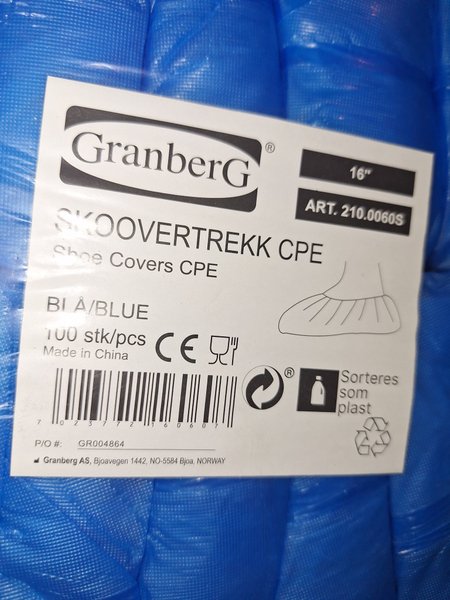 GranberG ®
16"
ART. 210.0060S
SKOOVERTREKK CPE
Shoe Covers CPE
BLÅ/BLUE
100 stk/pcs
Made in China
CE
®
Sorteres
som
plast
P/O #: GR004864
Granberg AS, Bjoavegen 1442, NO-5584 Bjoa, NORWAY